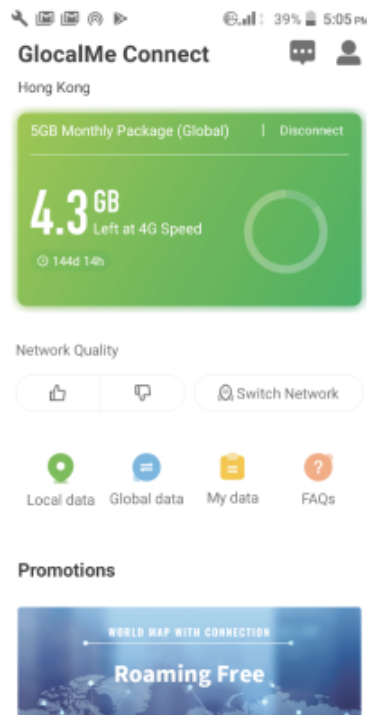 39% 5:05 PM
GlocalMe Connect
Hong Kong
5GB Monthly Package (Global) | Disconnect
4.3 GB
Left at 4G Speed
144d 14h
Network Quality
Switch Network
Local data Global data My data FAQs
Promotions
WORLD MAP WITH CONNECTION
Roaming Free